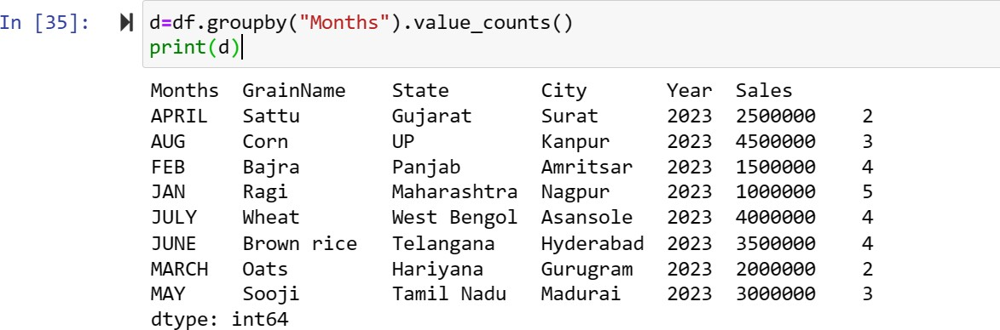 In [35]: d=df.groupby("Months").value_counts()
print(d)
Months GrainName State City Year Sales
APRIL Sattu Gujarat Surat 2023 2500000 2
AUG Corn UP Kanpur 2023 4500000 3
FEB Bajra Panjab Amritsar 2023 1500000 4
JAN Ragi Maharashtra Nagpur 2023 1000000 5
JULY Wheat West Bengol Asansole 2023 4000000 4
JUNE Brown rice Telangana Hyderabad 2023 3500000 4
MARCH Oats Hariyana Gurugram 2023 2000000 2
MAY Sooji Tamil Nadu Madurai 2023 3000000 3
dtype: int64